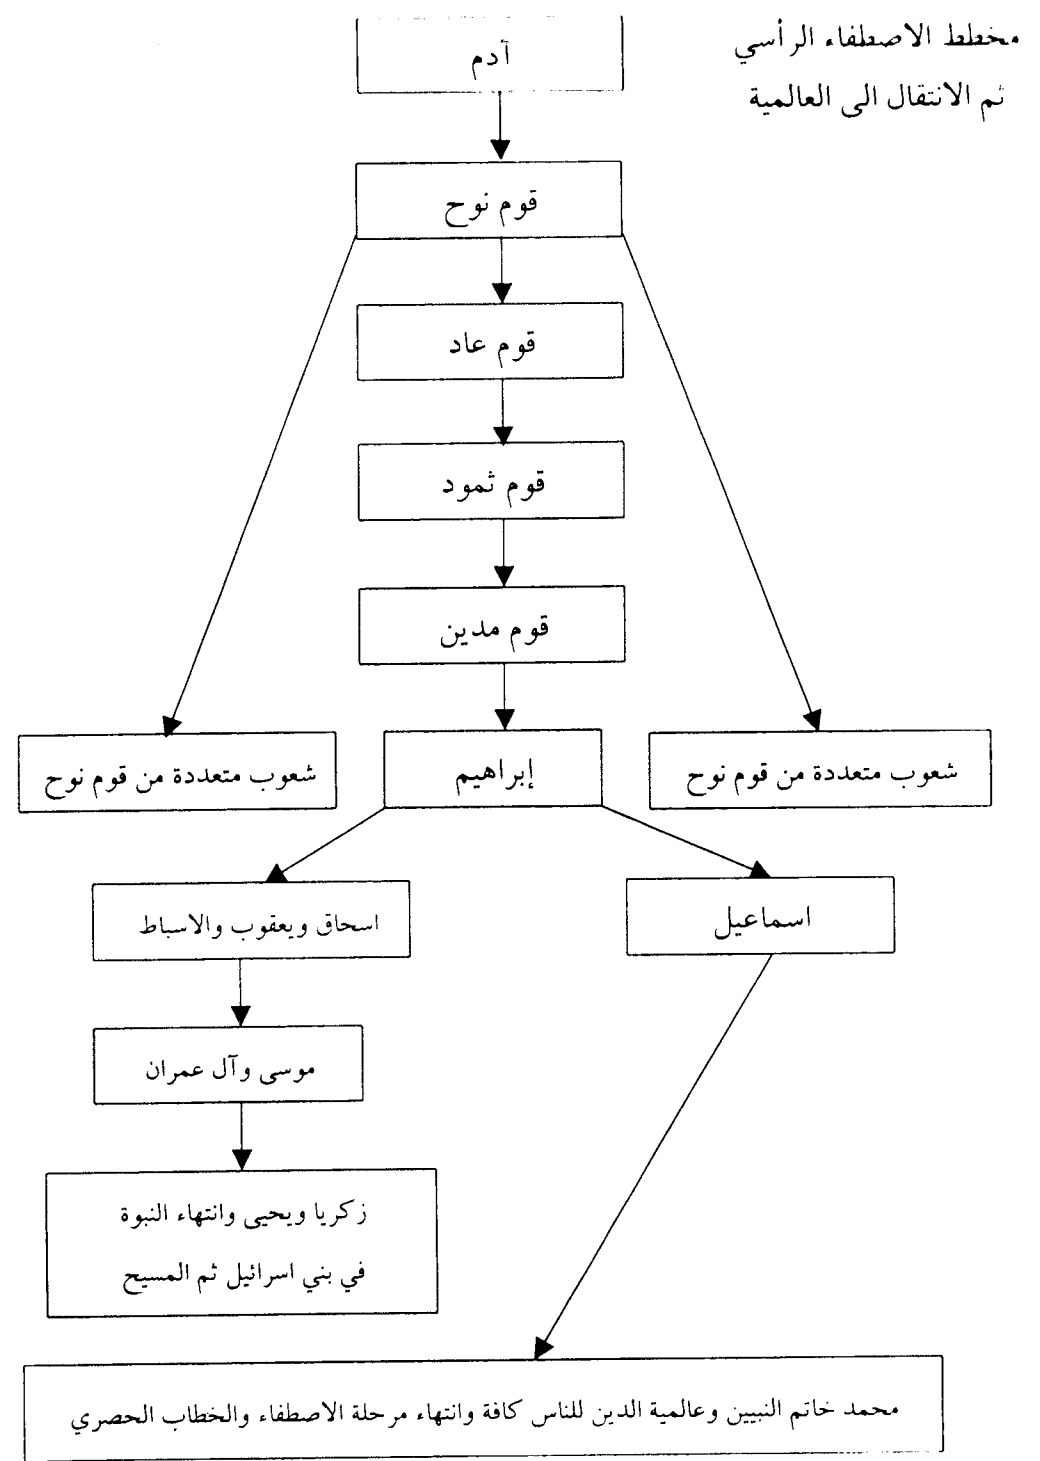 مخطط الاصطفاء الرأسي
ثم الانتقال الى العالمية
آدم
قوم نوح
قوم عاد
قوم ثمود
قوم مدين
شعوب متعددة من قوم نوح
إبراهيم
شعوب متعددة من قوم نوح
اسماعيل
اسحاق ويعقوب والاسباط
موسى وآل عمران
زكريا ويحيى وانتهاء النبوة
في بني اسرائيل ثم المسيح
محمد خاتم النبيين وعالمية الدين للناس كافة وانتهاء مرحلة الاصطفاء والخطاب الحصري